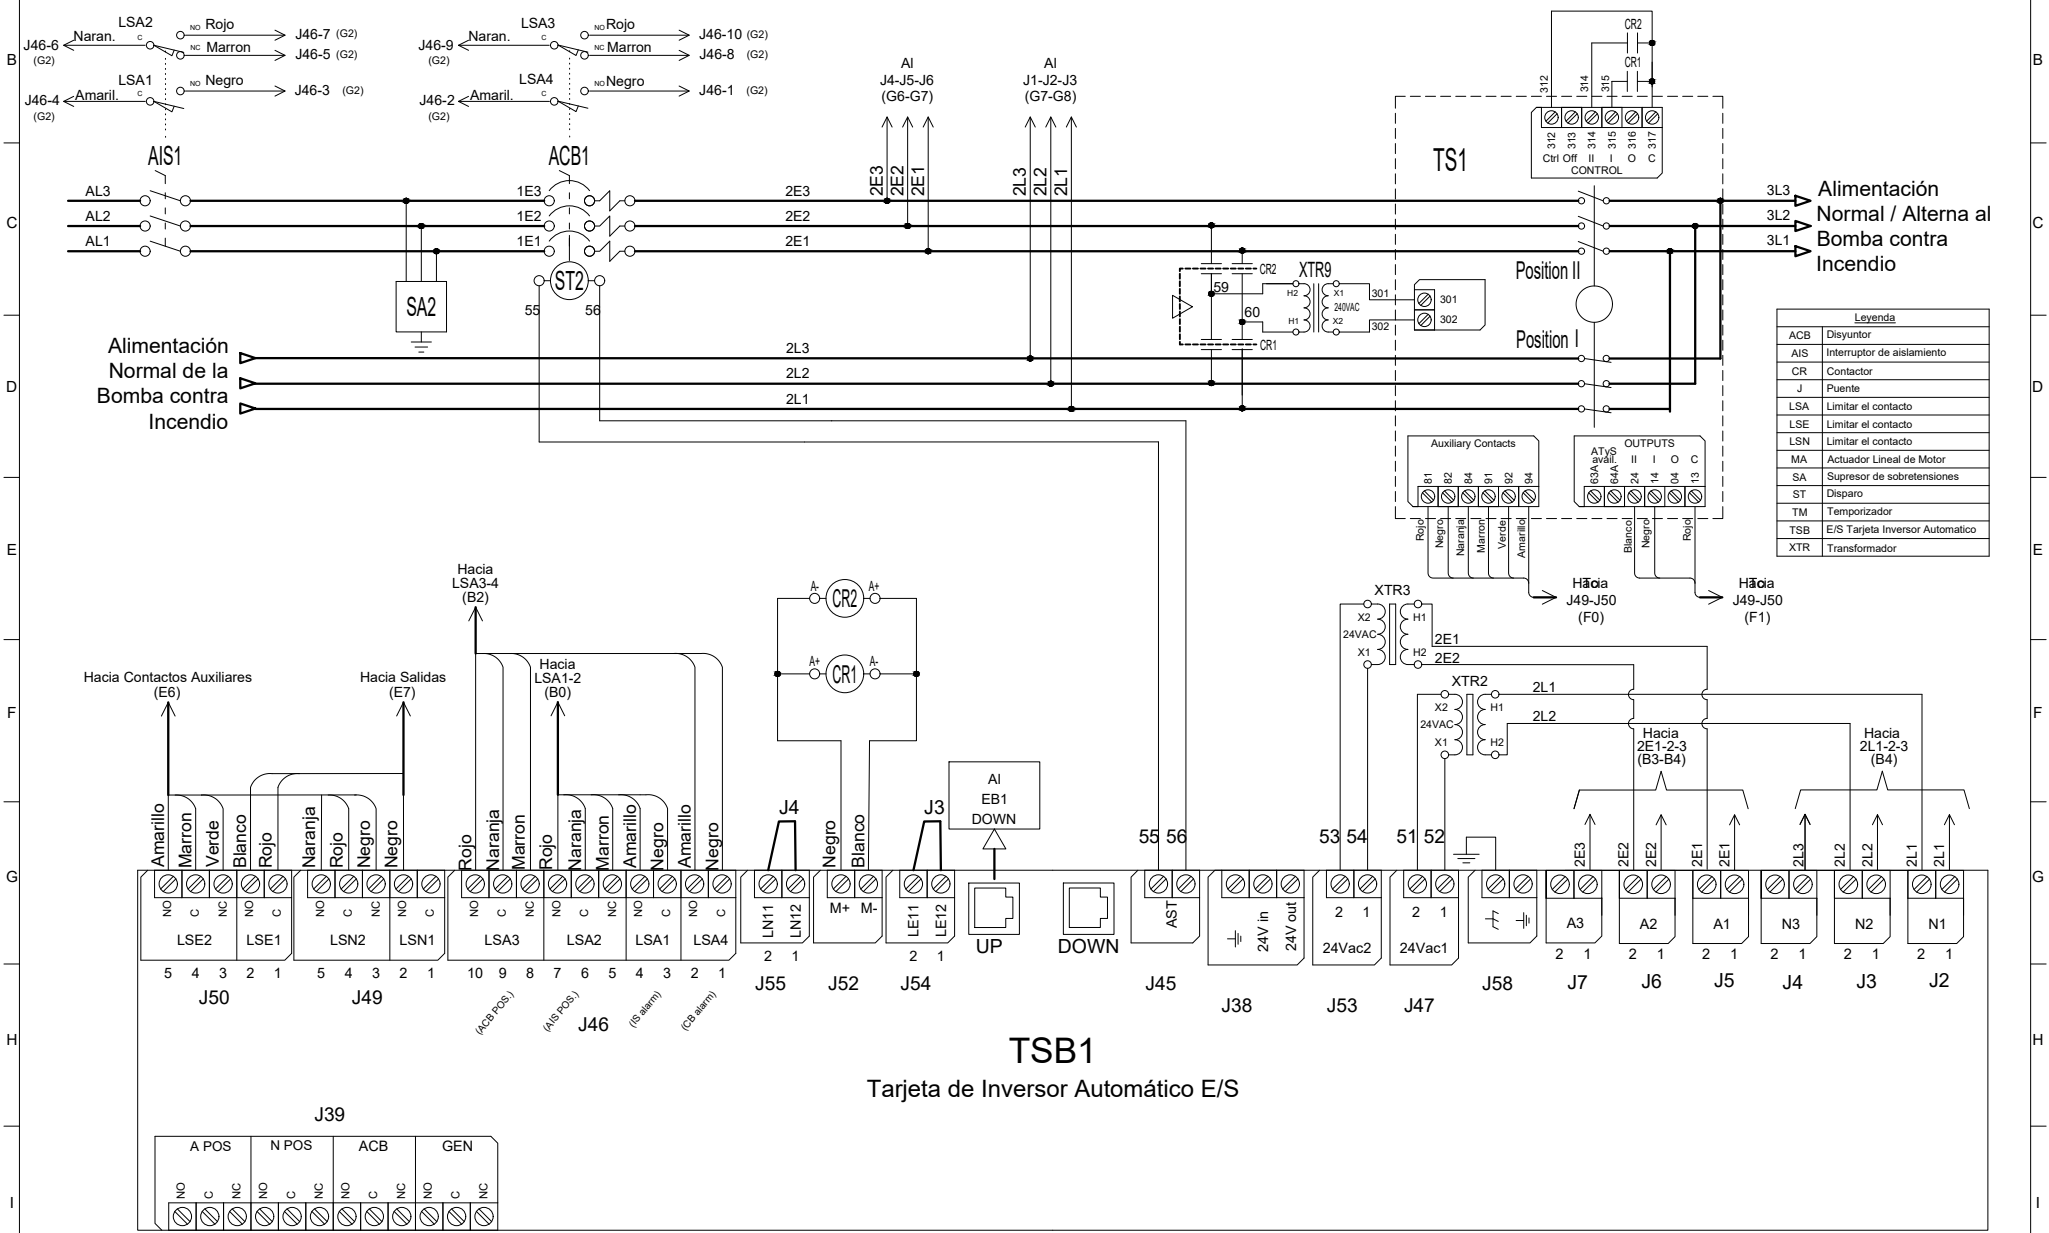 B
LSA2
NO Rojo
J46-7 (G2)
J46-6
(G2)
Naran.
C
NC Marron
J46-5 (G2)
LSA1
NO Negro
J46-3 (G2)
J46-4
(G2)
Amaril.
C
LSA3
NO Rojo
J46-10 (G2)
J46-9
(G2)
Naran.
C
NC Marron
J46-8 (G2)
LSA4
NO Negro
J46-1 (G2)
J46-2
(G2)
Amaril.
C
Al
J4-J5-J6
(G6-G7)
Al
J1-J2-J3
(G7-G8)
CR2
CR1
312
314
315
B
AIS1
ACB1
2E3
2E2
2E1
2L3
2L2
2L1
TS1
312 313 314 315 316 317
Ctrl Off II I O C
CONTROL
AL3
1E3
2E3
3L3
C
AL2
1E2
2E2
3L2
C
AL1
1E1
2E1
3L1
Alimentación
Normal / Alterna al
Bomba contra
Incendio
SA2
ST2
55
56
CR2
59
60
CR1
XTR9
H2
X1
240VAC
H1
X2
301
302
301
302
Position II
Position I
Alimentación
Normal de la
Bomba contra
Incendio
2L3
2L2
2L1
D
D
Leyenda
ACB Disyuntor
AIS Interruptor de aislamiento
CR Contactor
J Puente
LSA Limitar el contacto
LSE Limitar el contacto
LSN Limitar el contacto
MA Actuador Lineal de Motor
SA Supresor de sobretensiones
ST Disparo
TM Temporizador
TSB E/S Tarjeta Inversor Automatico
XTR Transformador
Auxiliary Contacts
81 82 84 91 92 94
Rojo Negro Naranja Marron Verde Amarillo
OUTPUTS
ATyS
avail. II I O C
63A 64A 24 14 04 13
Blanco Negro Rojo
E
E
Hacia
J49-J50
(F0)
Hacia
J49-J50
(F1)
Hacia
LSA3-4
(B2)
A- CR2 A+
A+ CR1 A-
XTR3
X2
24VAC
X1
H1
H2
2E1
2E2
XTR2
X2
24VAC
X1
H1
H2
2L1
2L2
Hacia Contactos Auxiliares
(E6)
Hacia Salidas
(E7)
Hacia
LSA1-2
(B0)
F
F
Hacia
2E1-2-3
(B3-B4)
Hacia
2L1-2-3
(B4)
Al
EB1
DOWN
J4
J3
Amarillo Marron Verde Blanco Rojo
Naranja Rojo Negro Negro
Rojo Naranja Marron Rojo Naranja Marron Amarillo Negro Amarillo Negro
Negro Blanco
55 56
53 54
51 52
2E3 2E2 2E2 2E1 2E1
2L3 2L2 2L2 2L1 2L1
G
G
NO C NC NO C
LSE2 LSE1
5 4 3 2 1
J50
NO C NC NO C
LSN2 LSN1
5 4 3 2 1
J49
NO C NC NO C NC NO C NO C
LSA3 LSA2 LSA1 LSA4
10 9 8 7 6 5 4 3 2 1
(ACB POS.) (AIS POS.) (IS alarm) (CB alarm)
J46
LN11 LN12
2 1
J55
M+ M-
J52
LE11 LE12
2 1
J54
UP
DOWN
AST
J45
24V in 24V out
J38
2 1
24Vac2
J53
2 1
24Vac1
J47
J58
A3
2 1
J7
A2
2 1
J6
A1
2 1
J5
N3
2 1
J4
N2
2 1
J3
N1
2 1
J2
H
H
TSB1
Tarjeta de Inversor Automático E/S
J39
A POS N POS ACB GEN
NO C NC NO C NC NO C NC NO C NC
I
I